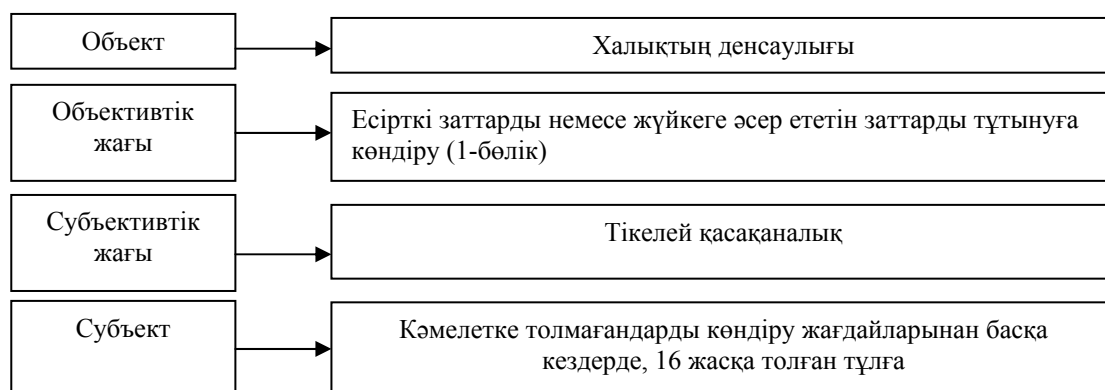 Объект
Халықтың денсаулығы
Объективтік
жағы
Есірткі заттарды немесе жүйкеге әсер ететін заттарды тұтынуға
көндіру (1-бөлік)
Субъективтік
жағы
Тікелей қасақаналық
Субъект
Кәмелетке толмағандарды көндіру жағдайларынан басқа
кездерде, 16 жасқа толған тұлға